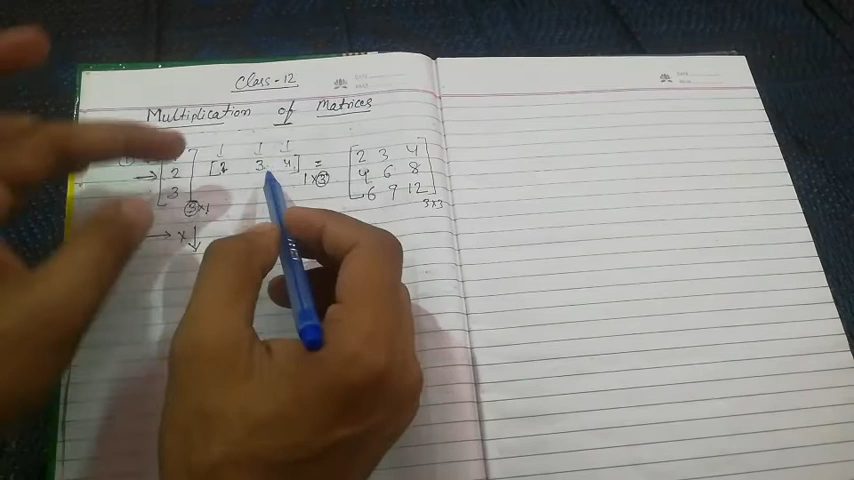 Class-12
Multiplication of Matrices
[2 3 4] = [2 3 4
2 4 6 8
3 6 9 12]
3×1 1×3 3×3
→ × ↓